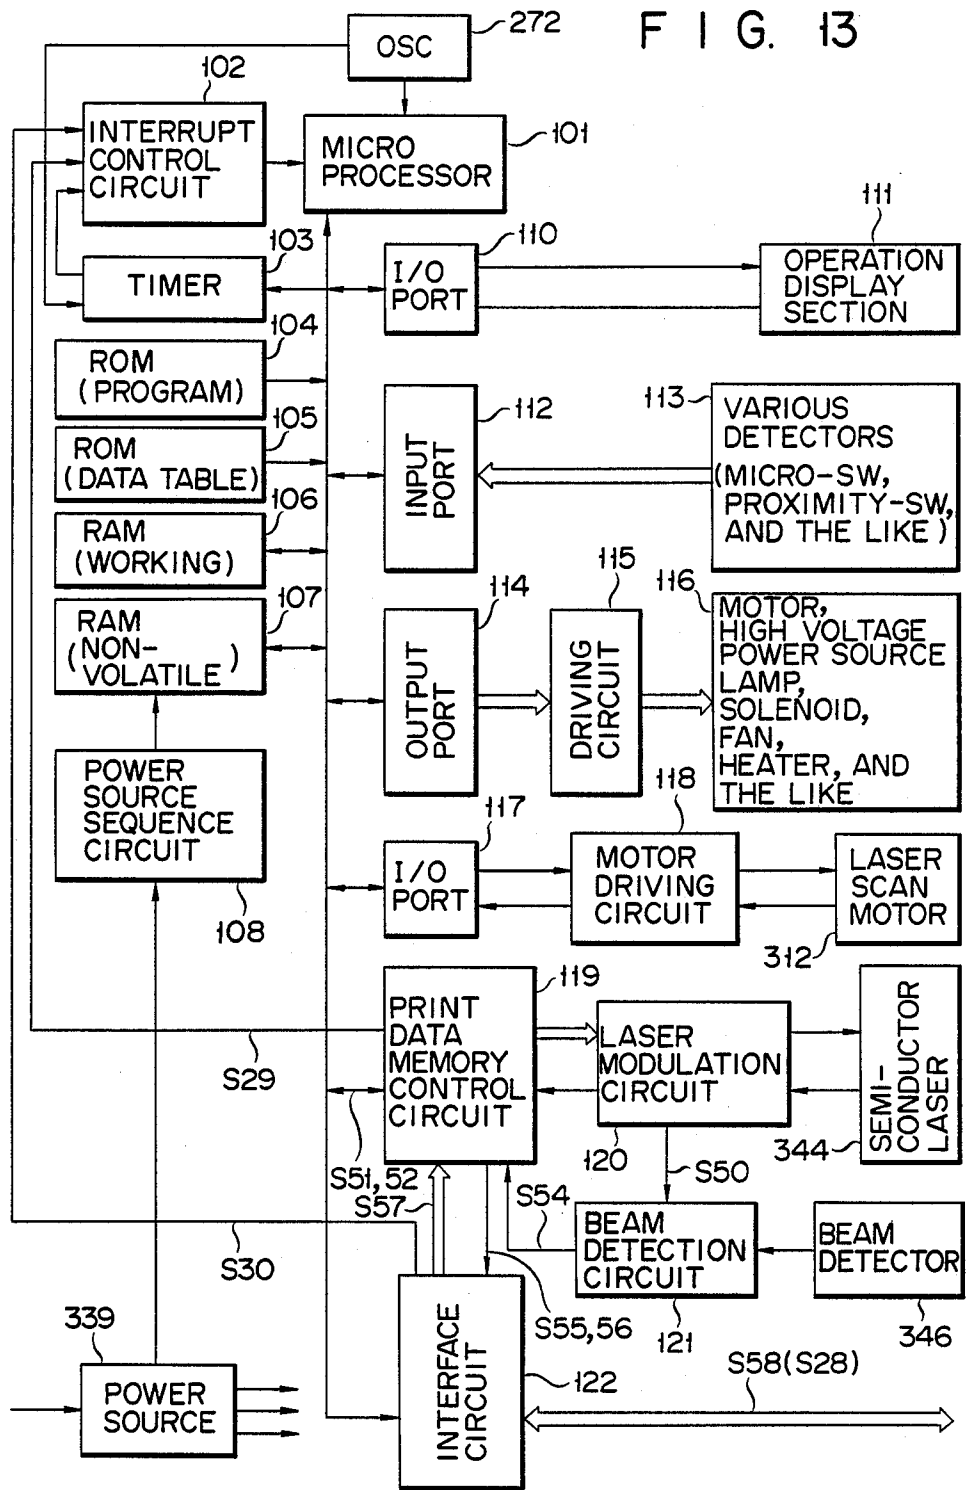 FIG. 13
OSC
272
102
INTERRUPT
CONTROL
CIRCUIT
MICRO
PROCESSOR
101
103
TIMER
110
I/O
PORT
111
OPERATION
DISPLAY
SECTION
104
ROM
(PROGRAM)
105
ROM
(DATA TABLE)
106
RAM
(WORKING)
107
RAM
(NON-
VOLATILE)
112
INPUT
PORT
113
VARIOUS
DETECTORS
(MICRO-SW,
PROXIMITY-SW,
AND THE LIKE)
114
OUTPUT
PORT
115
DRIVING
CIRCUIT
116
MOTOR,
HIGH VOLTAGE
POWER SOURCE
LAMP,
SOLENOID,
FAN,
HEATER, AND
THE LIKE
POWER
SOURCE
SEQUENCE
CIRCUIT
108
117
I/O
PORT
118
MOTOR
DRIVING
CIRCUIT
LASER
SCAN
MOTOR
312
119
PRINT
DATA
MEMORY
CONTROL
CIRCUIT
LASER
MODULATION
CIRCUIT
120
SEMI-
CONDUCTOR
LASER
344
S29
S51,52
S57
S54
S50
S30
BEAM
DETECTION
CIRCUIT
121
BEAM
DETECTOR
346
S55,56
339
POWER
SOURCE
INTERFACE
CIRCUIT
122
S58(S28)